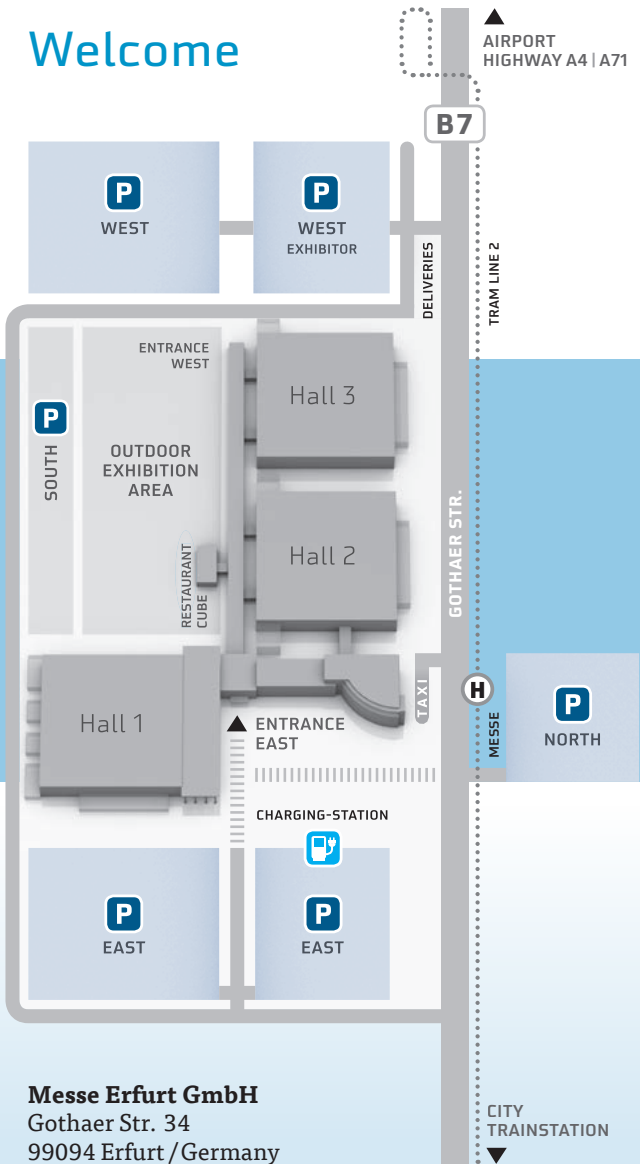 Welcome
AIRPORT
HIGHWAY A4 | A71
B7
P
WEST
P
WEST
EXHIBITOR
DELIVERIES
TRAM LINE 2
ENTRANCE
WEST
Hall 3
P
SOUTH
OUTDOOR
EXHIBITION
AREA
Hall 2
GOTHAER STR.
RESTAURANT
CUBE
Hall 1
ENTRANCE
EAST
TAXI
H
MESSE
P
NORTH
CHARGING-STATION
P
EAST
P
EAST
Messe Erfurt GmbH
Gothaer Str. 34
99094 Erfurt / Germany
CITY
TRAINSTATION